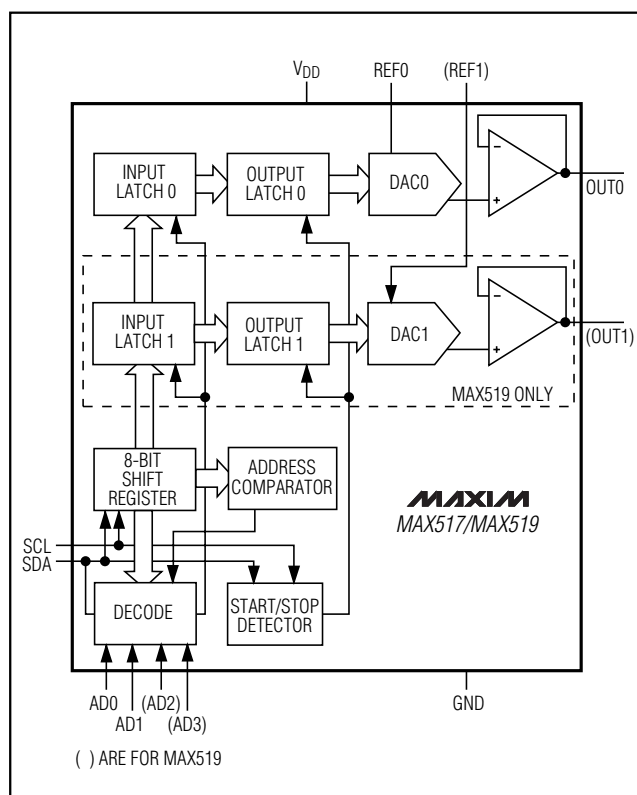 VDD
REF0
(REF1)
INPUT
LATCH 0
OUTPUT
LATCH 0
DAC0
−
+
OUT0
INPUT
LATCH 1
OUTPUT
LATCH 1
DAC1
−
+
(OUT1)
MAX519 ONLY
8-BIT
SHIFT
REGISTER
ADDRESS
COMPARATOR
MAXIM
MAX517/MAX519
SCL
SDA
DECODE
START/STOP
DETECTOR
AD0
AD1
(AD2)
(AD3)
GND
( ) ARE FOR MAX519